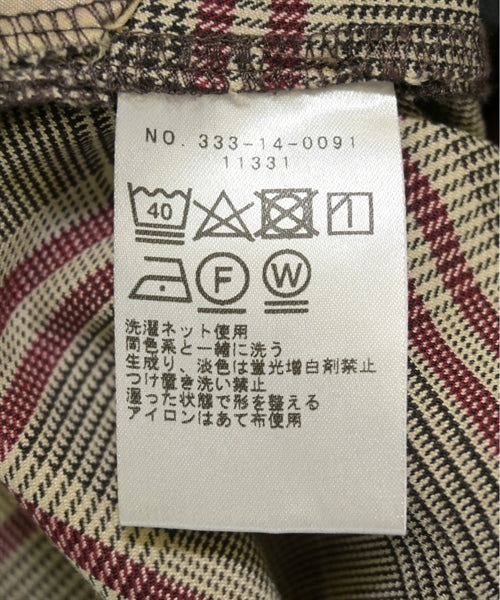 NO. 333-14-0091
11331
40
F W
洗濯ネット使用
同色系と一緒に洗う
生成り、淡色は蛍光増白剤禁止
つけ置き洗い禁止
湿った状態で形を整える
アイロンはあて布使用